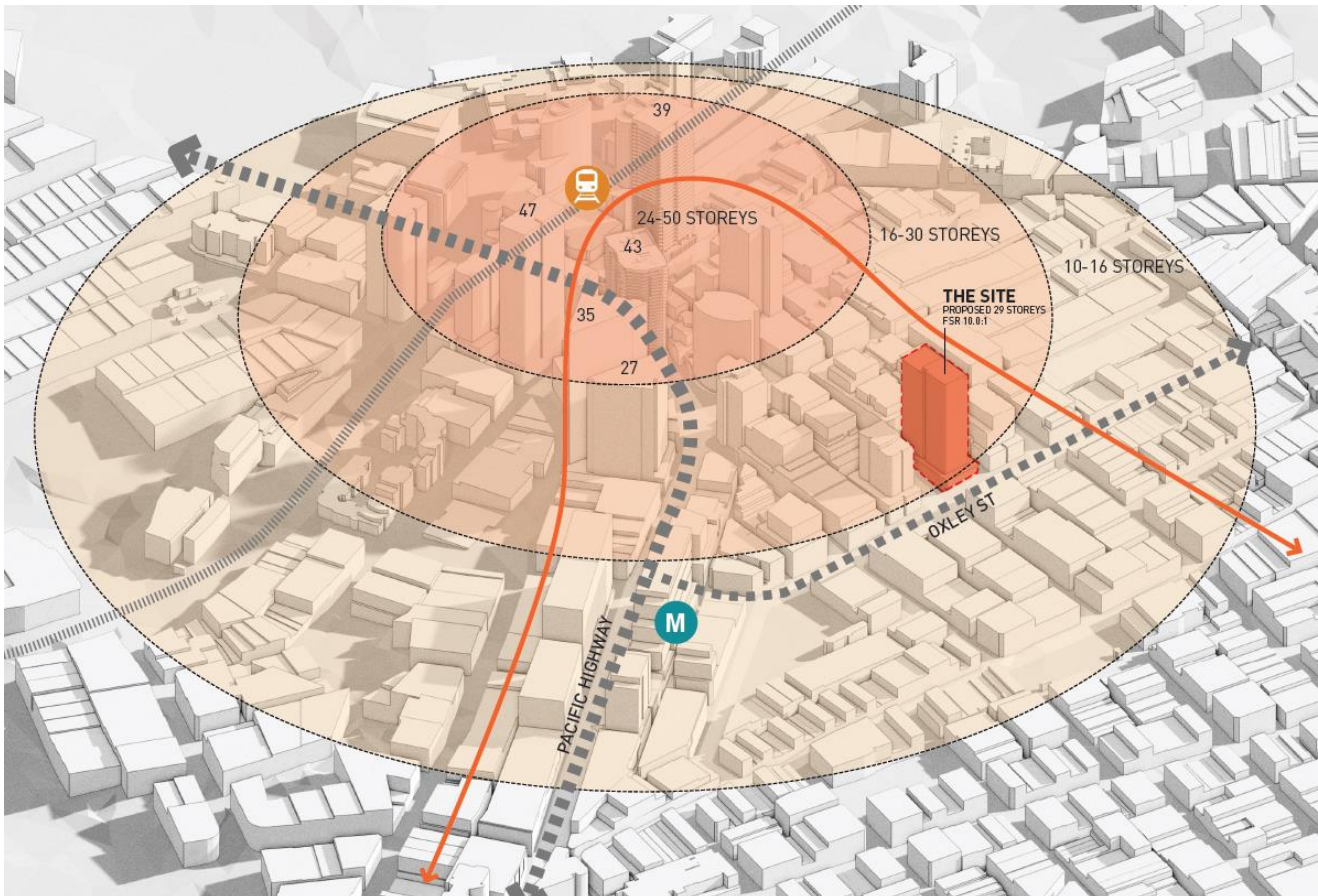 39
47
24-50 STOREYS
16-30 STOREYS
43
10-16 STOREYS
THE SITE
PROPOSED 29 STOREYS
FSR 10.0:1
35
27
OXLEY ST
M
PACIFIC HIGHWAY